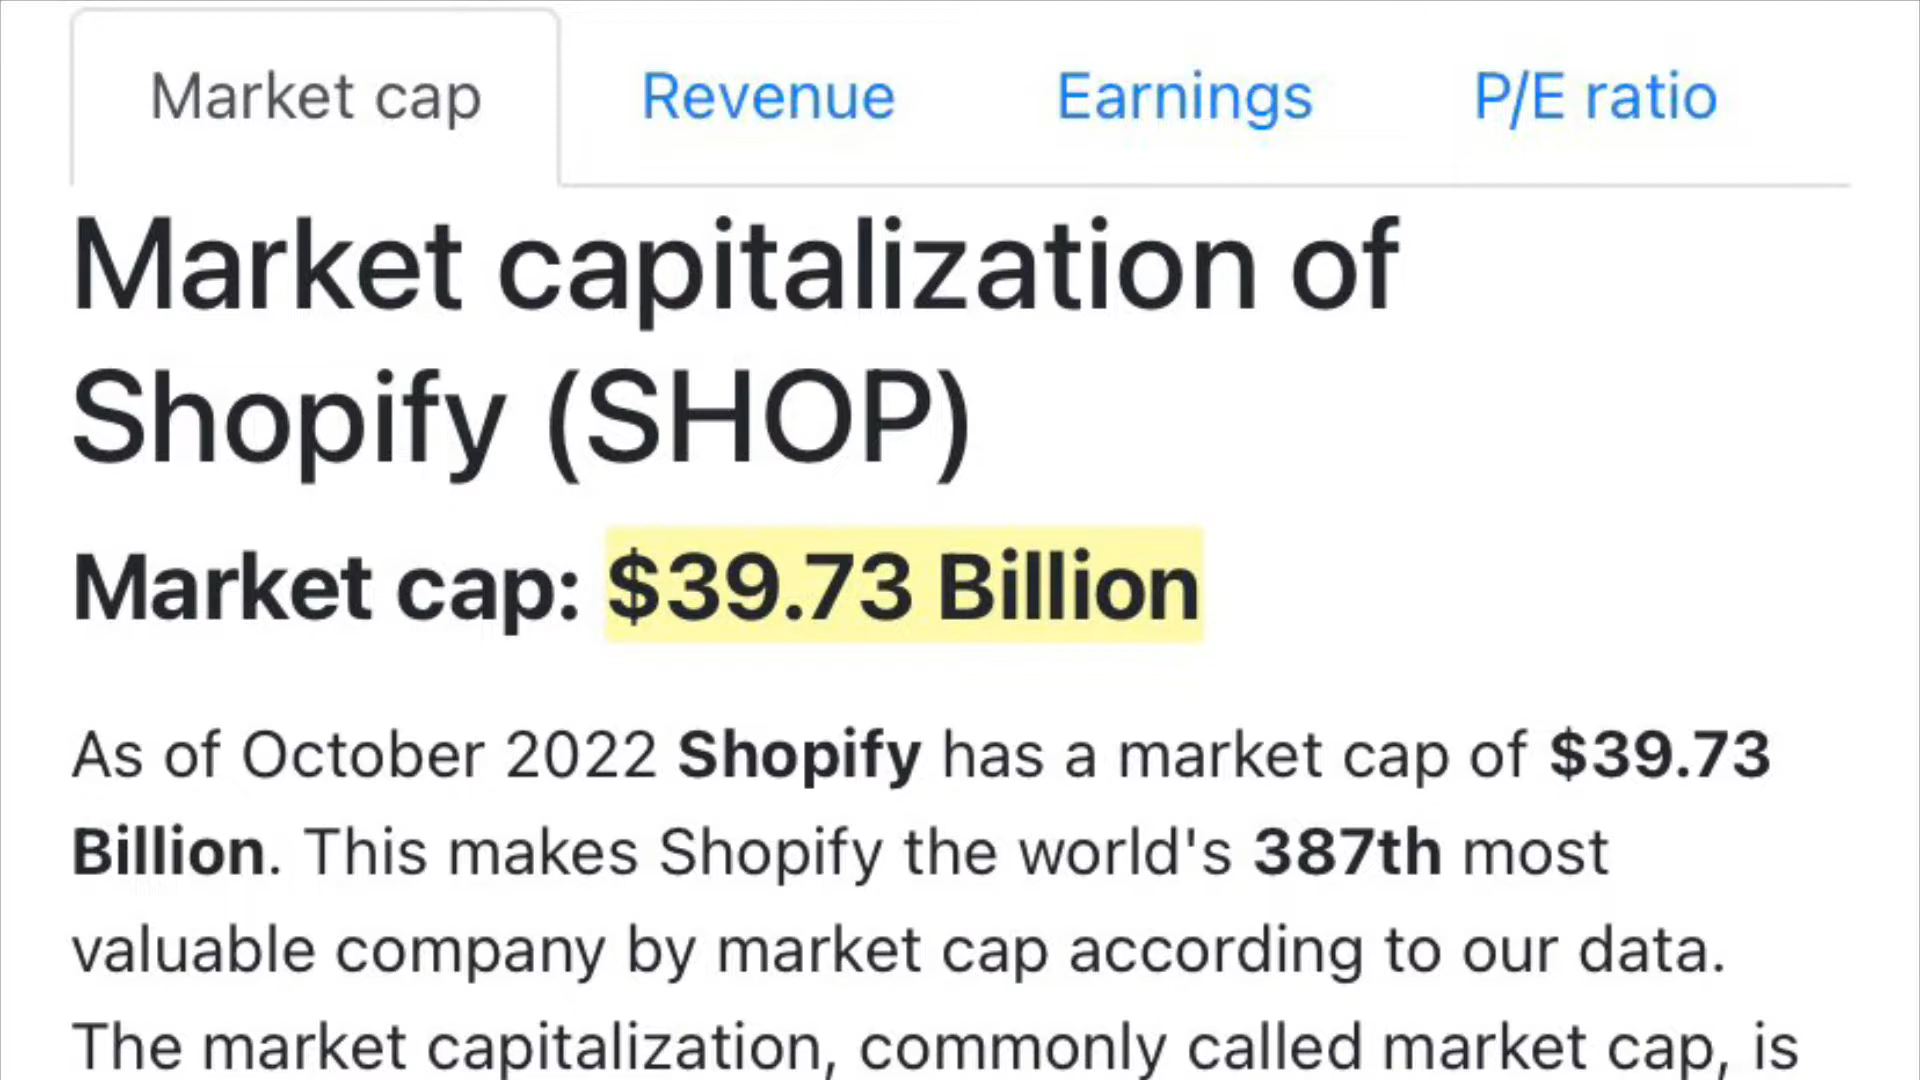 Market cap Revenue Earnings P/E ratio
Market capitalization of
Shopify (SHOP)
Market cap: $39.73 Billion
As of October 2022 Shopify has a market cap of $39.73
Billion. This makes Shopify the world's 387th most
valuable company by market cap according to our data.
The market capitalization, commonly called market cap, is